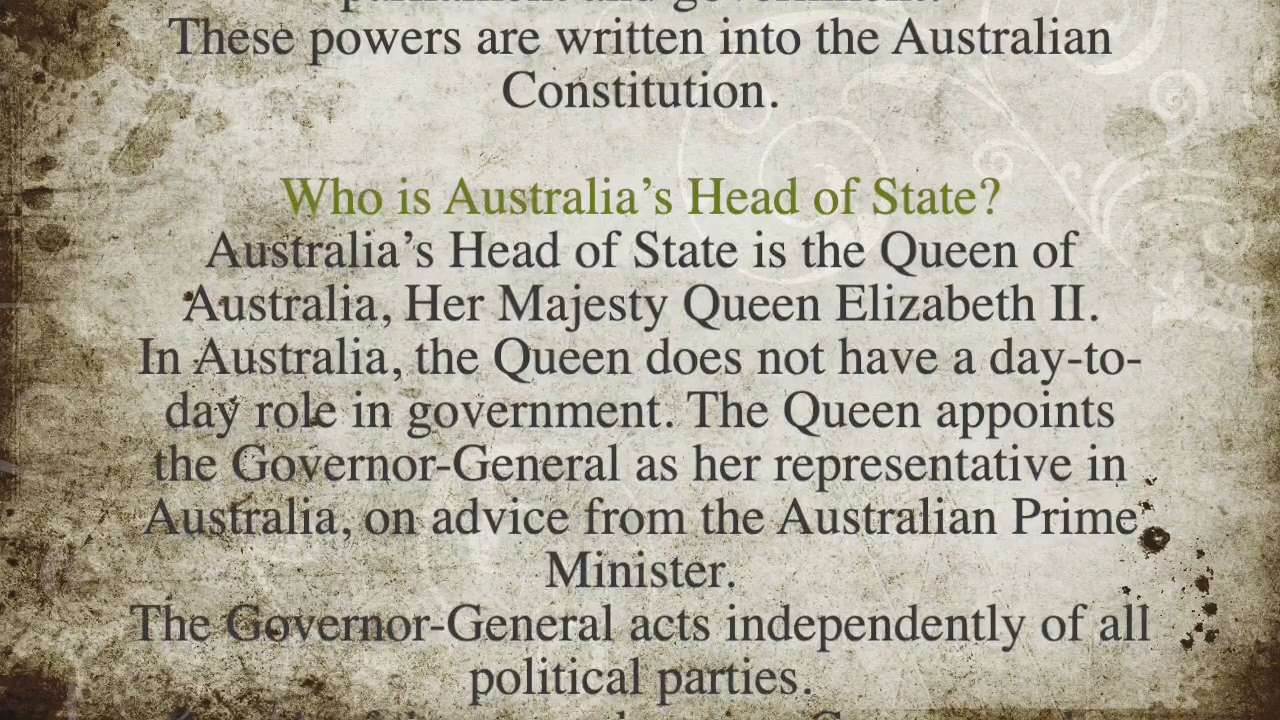 parliament and government.
These powers are written into the Australian
Constitution.
Who is Australia’s Head of State?
Australia’s Head of State is the Queen of
Australia, Her Majesty Queen Elizabeth II.
In Australia, the Queen does not have a day-to-
day role in government. The Queen appoints
the Governor-General as her representative in
Australia, on advice from the Australian Prime
Minister.
The Governor-General acts independently of all
political parties.